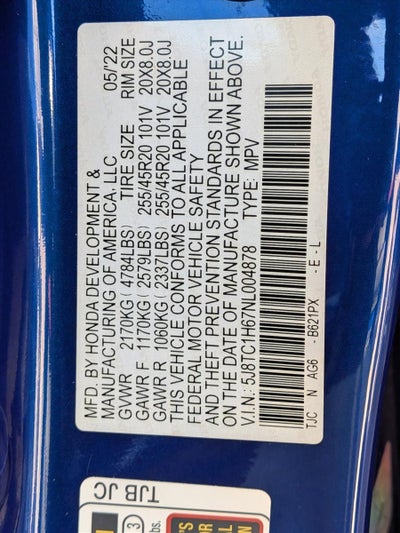 MFD. BY HONDA DEVELOPMENT &
MANUFACTURING OF AMERICA, LLC 05/'22
GVWR 2170KG ( 4784LBS) TIRE SIZE RIM SIZE
GAWR F 1170KG ( 2579LBS) 255/45R20 101V 20X8.0J
GAWR R 1060KG ( 2337LBS) 255/45R20 101V 20X8.0J
THIS VEHICLE CONFORMS TO ALL APPLICABLE
FEDERAL MOTOR VEHICLE SAFETY
AND THEFT PREVENTION STANDARDS IN EFFECT
ON THE DATE OF MANUFACTURE SHOWN ABOVE.
V.I.N.: 5J8TC1H67NL004878 TYPE: MPV
TJC N AG6 - B621PX - E - L
TJB JC
3
lbs.